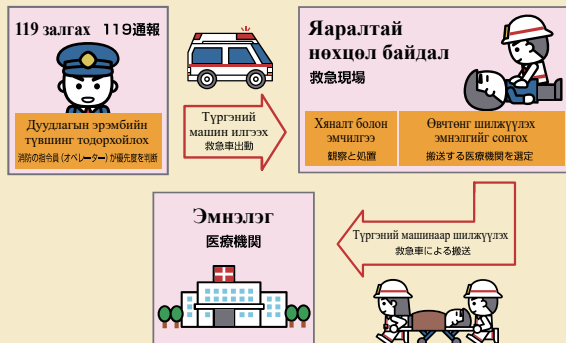 119 залгах 119通報
Дуудлагын эрэмбийн
түвшинг тодорхойлох
消防の指令員（オペレーター）が優先度を判断
Түргэний
машин илгээх
救急車出動
Яаралтай
нөхцөл байдал
救急現場
Хяналт болон
эмчилгээ
観察と処置
Өвчтөнг шилжүүлэх
эмнэлгийг сонгох
搬送する医療機関を選定
Түргэний машинаар шилжүүлэх
救急車による搬送
Эмнэлэг
医療機関